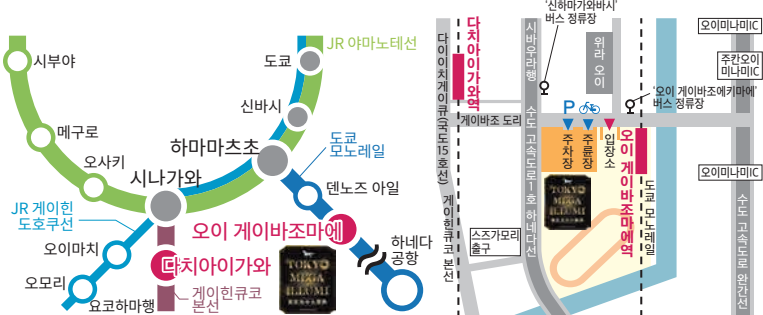 시부야
메구로
오사키
시나가와
하마마츠초
신바시
도쿄
JR 야마노테선
도쿄
모노레일
덴노즈 아일
JR 게이힌
도호쿠선
오이마치
오모리
요코하마행
오이 게이바조마에
다치아이가와
게이힌큐코
본선
하네다
공항
TOKYO
MEGA
ILLUMI
'신하마가와바시'
버스 정류장
다치아이가와역
다이이치게이큐(국도15호선)
게이힌큐코 본선
시바우라행
수도 고속도로1호 하네다선
위라 오이
P
'오이 게이바조에키마에'
버스 정류장
게이바조 도리
주차장
주륜장
입장소
오이 게이바조마에역
도쿄 모노레일
TOKYO
MEGA
ILLUMI
스즈가모리
출구
오이미나미IC
주칸오이
미나미IC
오이미나미IC
수도 고속도로 완간선